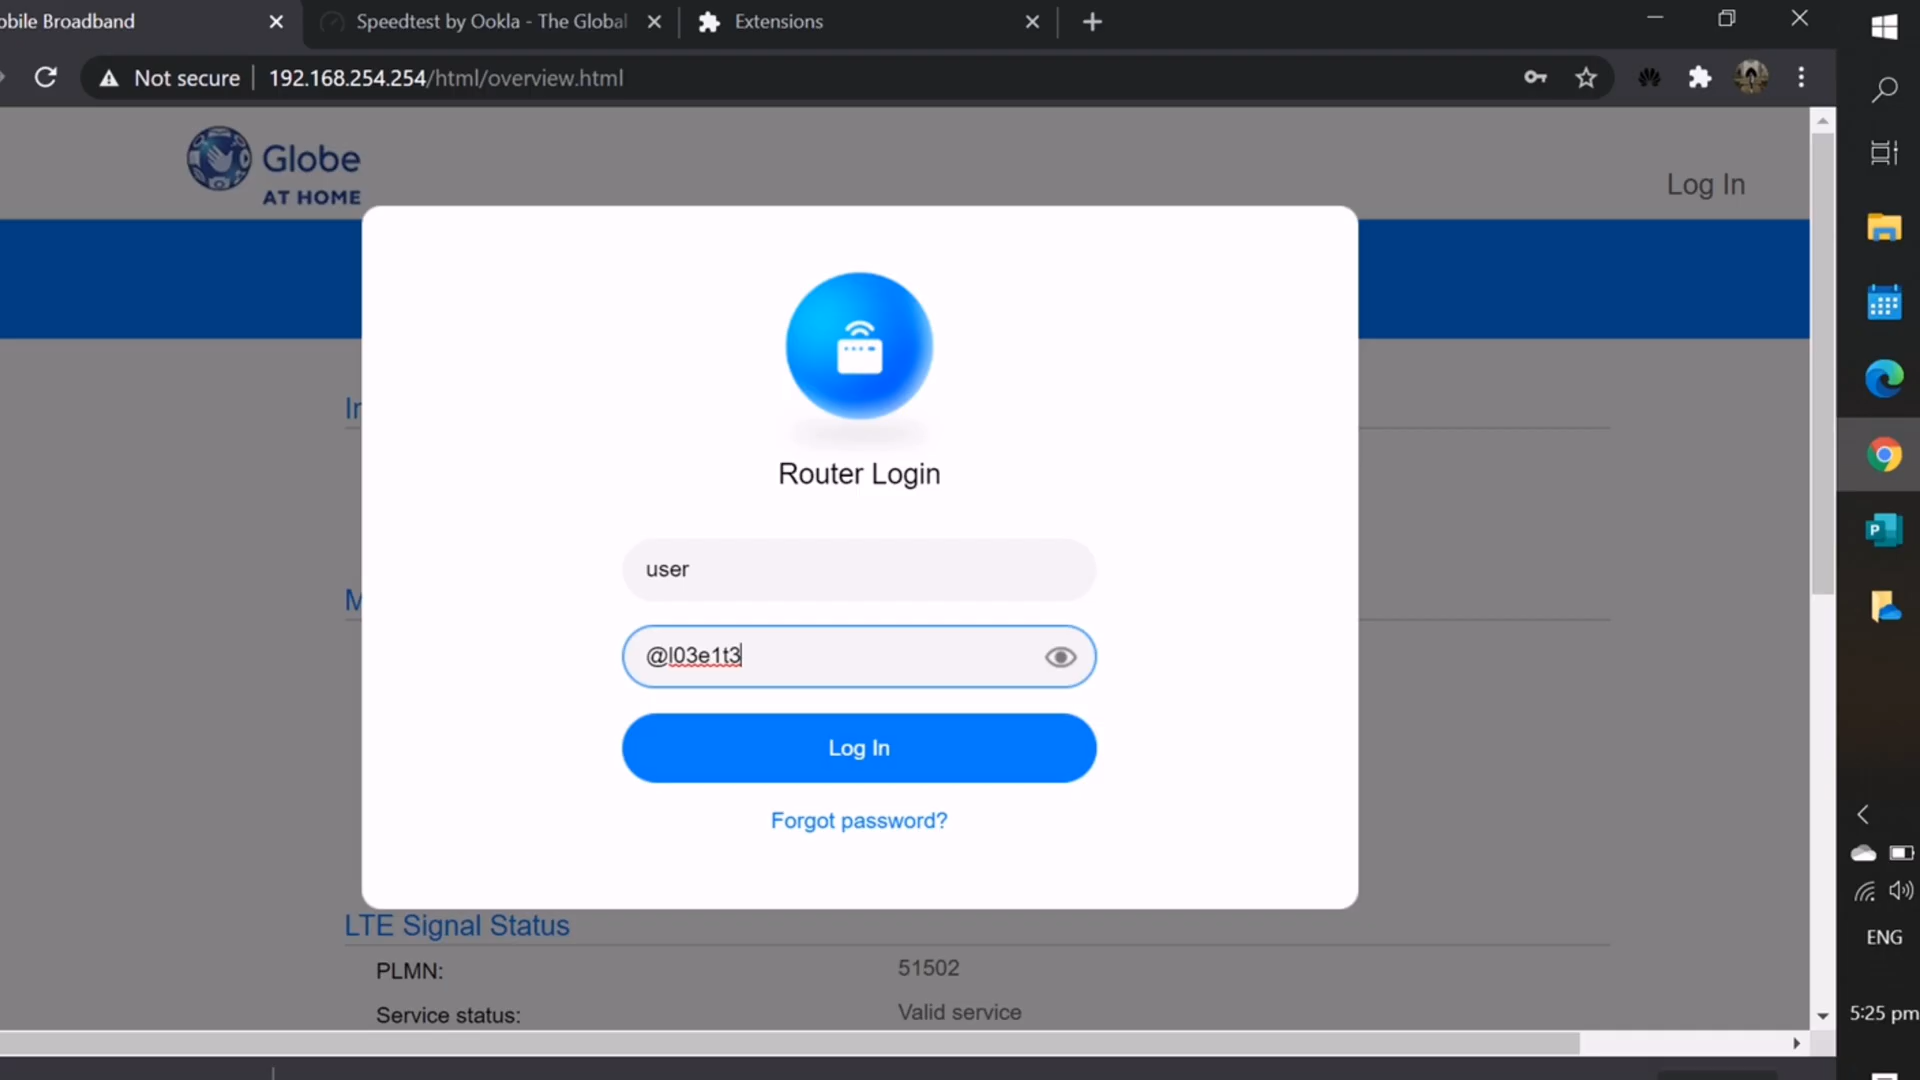 obile Broadband
Speedtest by Ookla - The Global
Extensions
Not secure
192.168.254.254/html/overview.html
Globe
AT HOME
Log In
Router Login
user
@l03e1t3
Log In
Forgot password?
LTE Signal Status
PLMN:
51502
Service status:
Valid service
ENG
5:25 pm